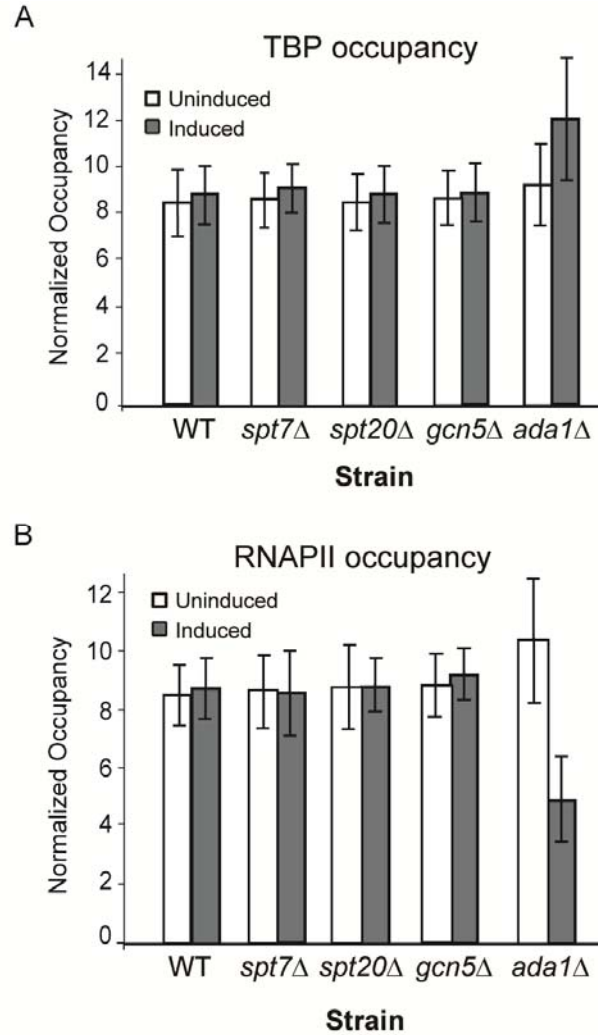 A
TBP occupancy
Normalized Occupancy
14
12
10
8
6
4
2
0
Uninduced
Induced
WT spt7Δ spt20Δ gcn5Δ ada1Δ
Strain
B
RNAPII occupancy
Normalized Occupancy
12
10
8
6
4
2
0
Uninduced
Induced
WT spt7Δ spt20Δ gcn5Δ ada1Δ
Strain